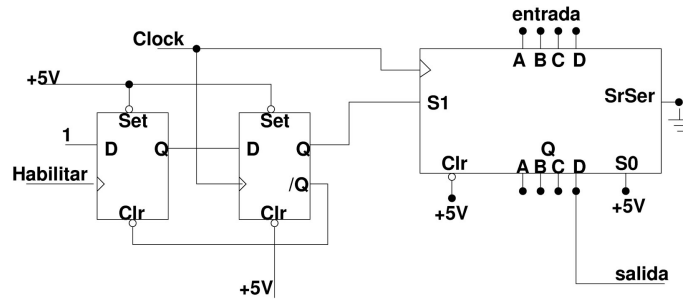 entrada
Clock
A B C D
+5V
SrSer
S1
Set
Set
1
D
Q
D
Q
Q
Habilitar
/Q
Clr
A B C D
S0
Clr
Clr
+5V
+5V
salida
+5V